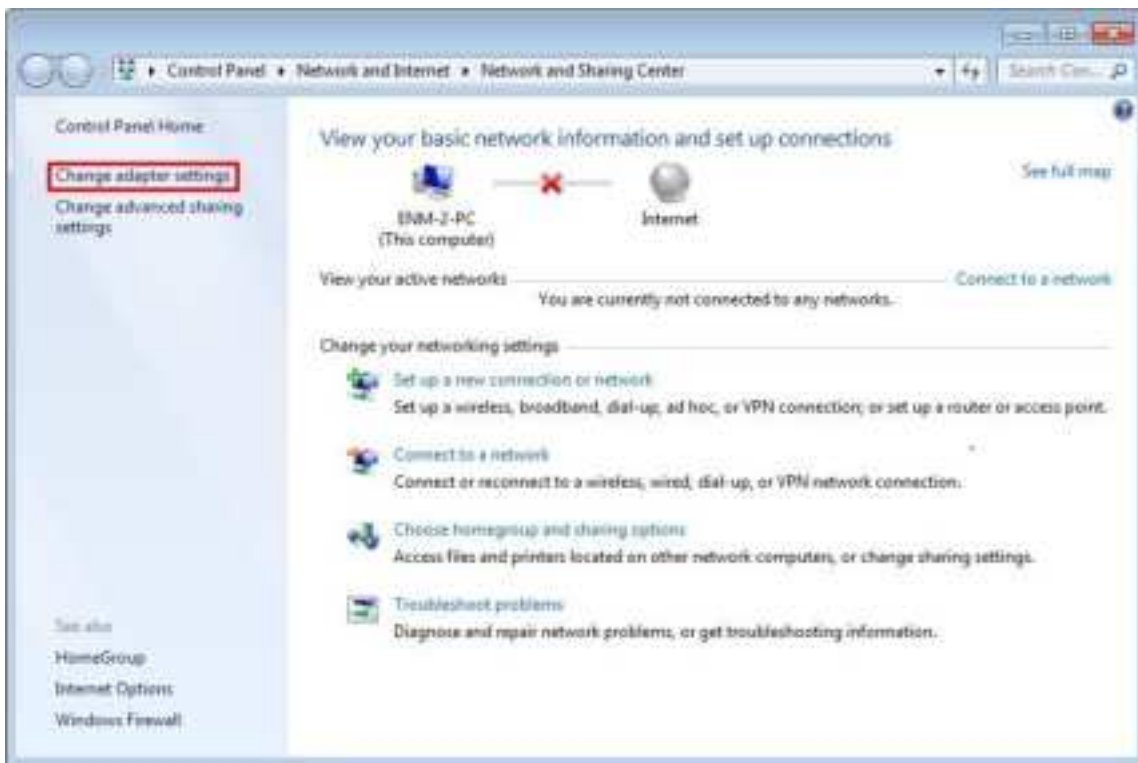 Control Panel ▸ Network and Internet ▸ Network and Sharing Center
Search Con...
Control Panel Home
Change adapter settings
Change advanced sharing
settings
See also
HomeGroup
Internet Options
Windows Firewall
View your basic network information and set up connections
See full map
ENM-2-PC
(This computer)
Internet
View your active networks
Connect to a network
You are currently not connected to any networks.
Change your networking settings
Set up a new connection or network
Set up a wireless, broadband, dial-up, ad hoc, or VPN connection; or set up a router or access point.
Connect to a network
Connect or reconnect to a wireless, wired, dial-up, or VPN network connection.
Choose homegroup and sharing options
Access files and printers located on other network computers, or change sharing settings.
Troubleshoot problems
Diagnose and repair network problems, or get troubleshooting information.